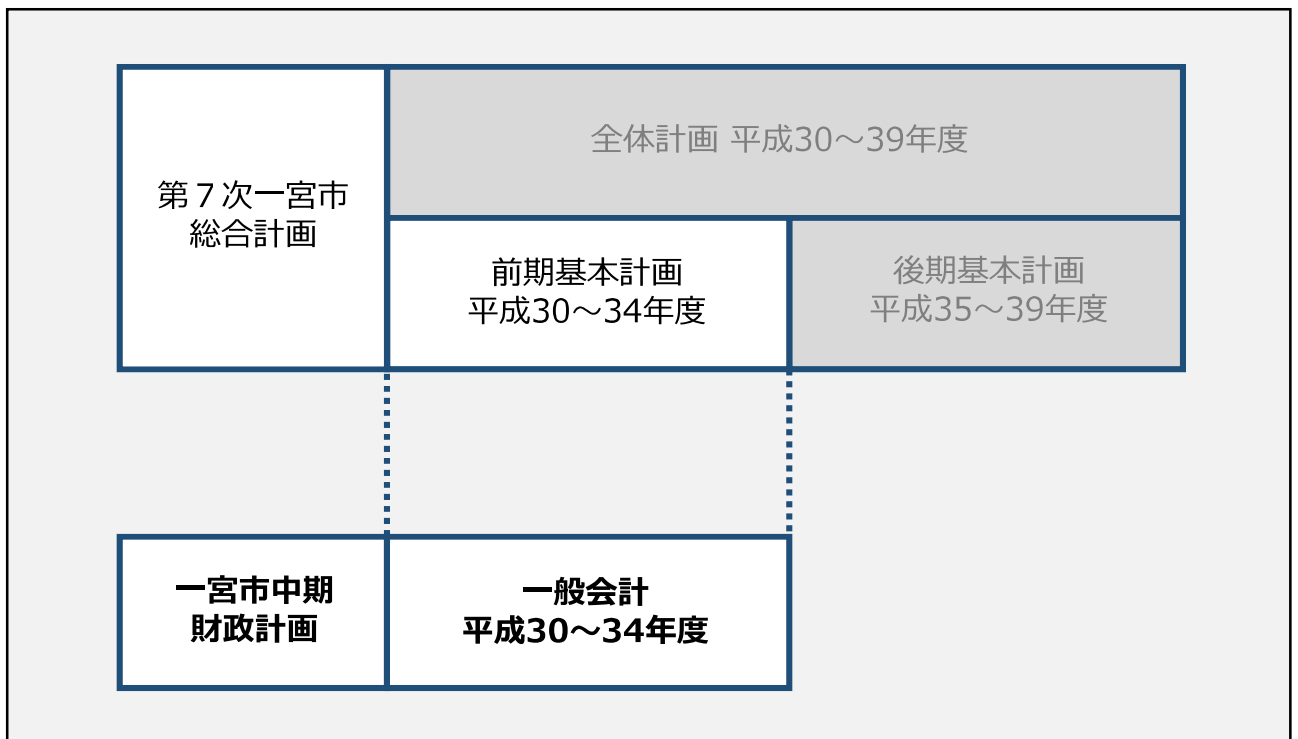 全体計画 平成30～39年度
第７次一宮市
総合計画
前期基本計画
平成30～34年度
後期基本計画
平成35～39年度
一宮市中期
財政計画
一般会計
平成30～34年度